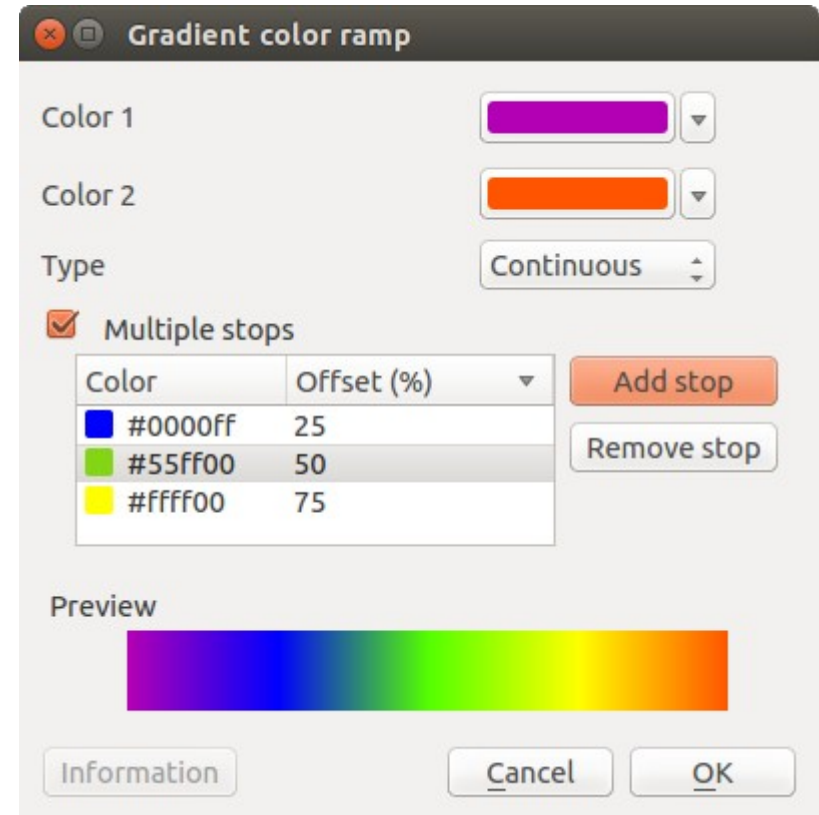 Gradient color ramp
Color 1
Color 2
Type Continuous
Multiple stops
Color Offset (%) Add stop
#0000ff 25
#55ff00 50 Remove stop
#ffff00 75
Preview
Information Cancel OK